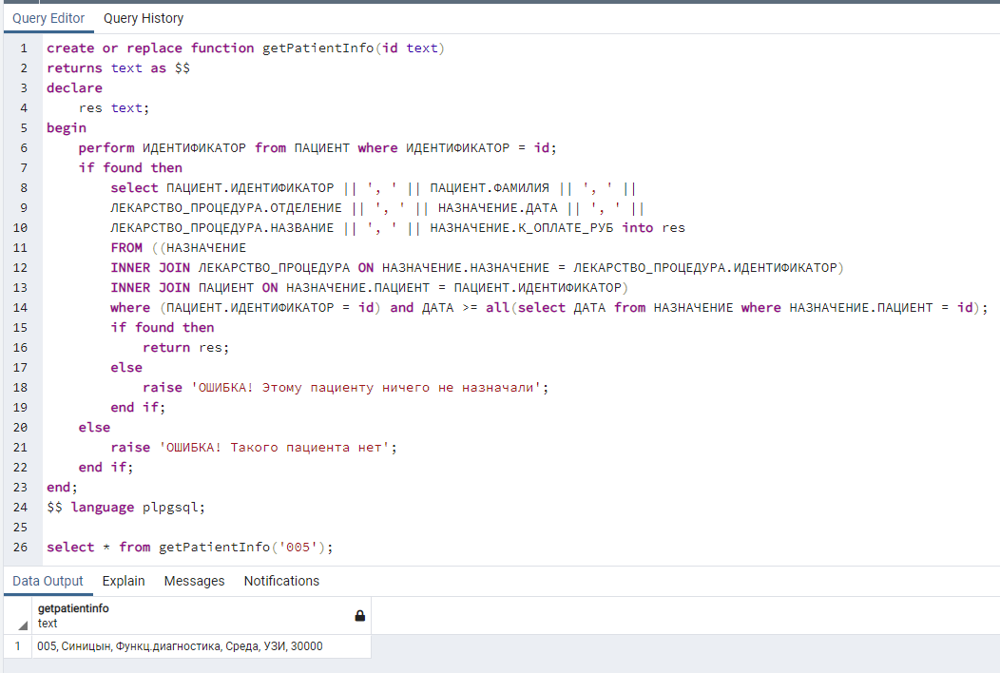 Query Editor Query History
1 create or replace function getPatientInfo(id text)
2 returns text as $$
3 declare
4 res text;
5 begin
6 perform ИДЕНТИФИКАТОР from ПАЦИЕНТ where ИДЕНТИФИКАТОР = id;
7 if found then
8 select ПАЦИЕНТ.ИДЕНТИФИКАТОР || ', ' || ПАЦИЕНТ.ФАМИЛИЯ || ', ' ||
9 ЛЕКАРСТВО_ПРОЦЕДУРА.ОТДЕЛЕНИЕ || ', ' || НАЗНАЧЕНИЕ.ДАТА || ', ' ||
10 ЛЕКАРСТВО_ПРОЦЕДУРА.НАЗВАНИЕ || ', ' || НАЗНАЧЕНИЕ.К_ОПЛАТЕ_РУБ into res
11 FROM ((НАЗНАЧЕНИЕ
12 INNER JOIN ЛЕКАРСТВО_ПРОЦЕДУРА ON НАЗНАЧЕНИЕ.НАЗНАЧЕНИЕ = ЛЕКАРСТВО_ПРОЦЕДУРА.ИДЕНТИФИКАТОР)
13 INNER JOIN ПАЦИЕНТ ON НАЗНАЧЕНИЕ.ПАЦИЕНТ = ПАЦИЕНТ.ИДЕНТИФИКАТОР)
14 where (ПАЦИЕНТ.ИДЕНТИФИКАТОР = id) and ДАТА >= all(select ДАТА from НАЗНАЧЕНИЕ where НАЗНАЧЕНИЕ.ПАЦИЕНТ = id);
15 if found then
16 return res;
17 else
18 raise 'ОШИБКА! Этому пациенту ничего не назначали';
19 end if;
20 else
21 raise 'ОШИБКА! Такого пациента нет';
22 end if;
23 end;
24 $$ language plpgsql;
25
26 select * from getPatientInfo('005');
Data Output Explain Messages Notifications
getpatientinfo
text
1 005, Синицын, Функц.диагностика, Среда, УЗИ, 30000